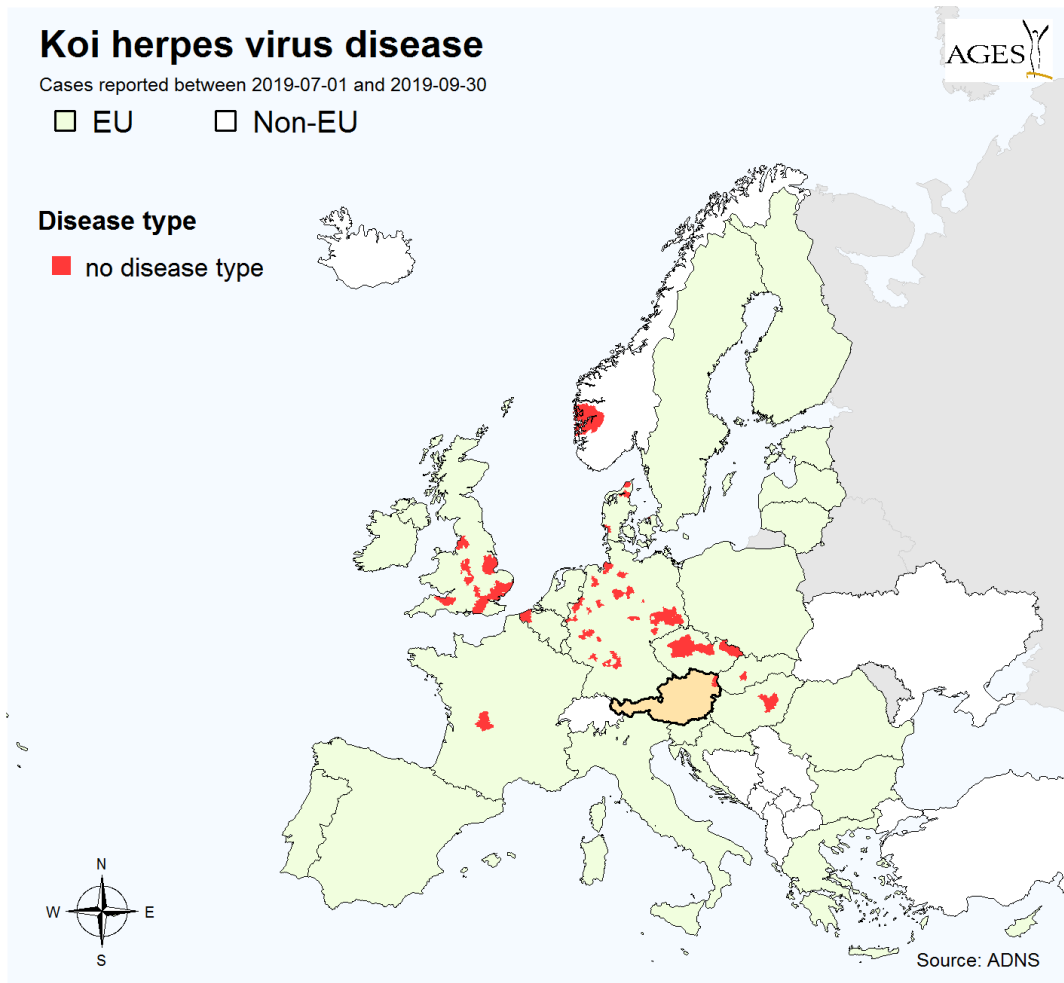 Koi herpes virus disease
Cases reported between 2019-07-01 and 2019-09-30
EU Non-EU
AGES
Disease type
no disease type
N
W E
S
Source: ADNS